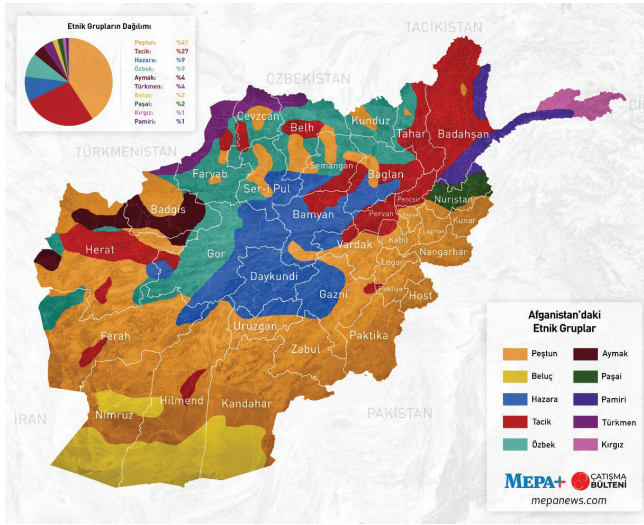 Etnik Grupların Dağılımı
Peştun: %41
Tacik: %27
Hazara: %9
Özbek: %9
Aymak: %4
Türkmen: %4
Beluç: %2
Paşai: %2
Kırgız: %1
Pamiri: %1
TACİKİSTAN
ÖZBEKİSTAN
TÜRKMENİSTAN
İRAN
PAKİSTAN
Cevzcan
Belh
Kunduz
Tahar
Badahşan
Faryab
Ser-i Pul
Semangan
Baglan
Badgis
Bamyan
Pençşir
Pervan
Nuristan
Kunar
Kabil
Lagman
Herat
Gor
Vardak
Nangarhar
Logar
Daykundi
Gazni
Paktiya
Host
Ferah
Uruzgan
Paktika
Zabul
Nimruz
Hilmend
Kandahar
Afganistan'daki
Etnik Gruplar
Peştun
Aymak
Beluç
Paşai
Hazara
Pamiri
Tacik
Türkmen
Özbek
Kırgız
MEPA+
ÇATIŞMA
BÜLTENİ
mepanews.com